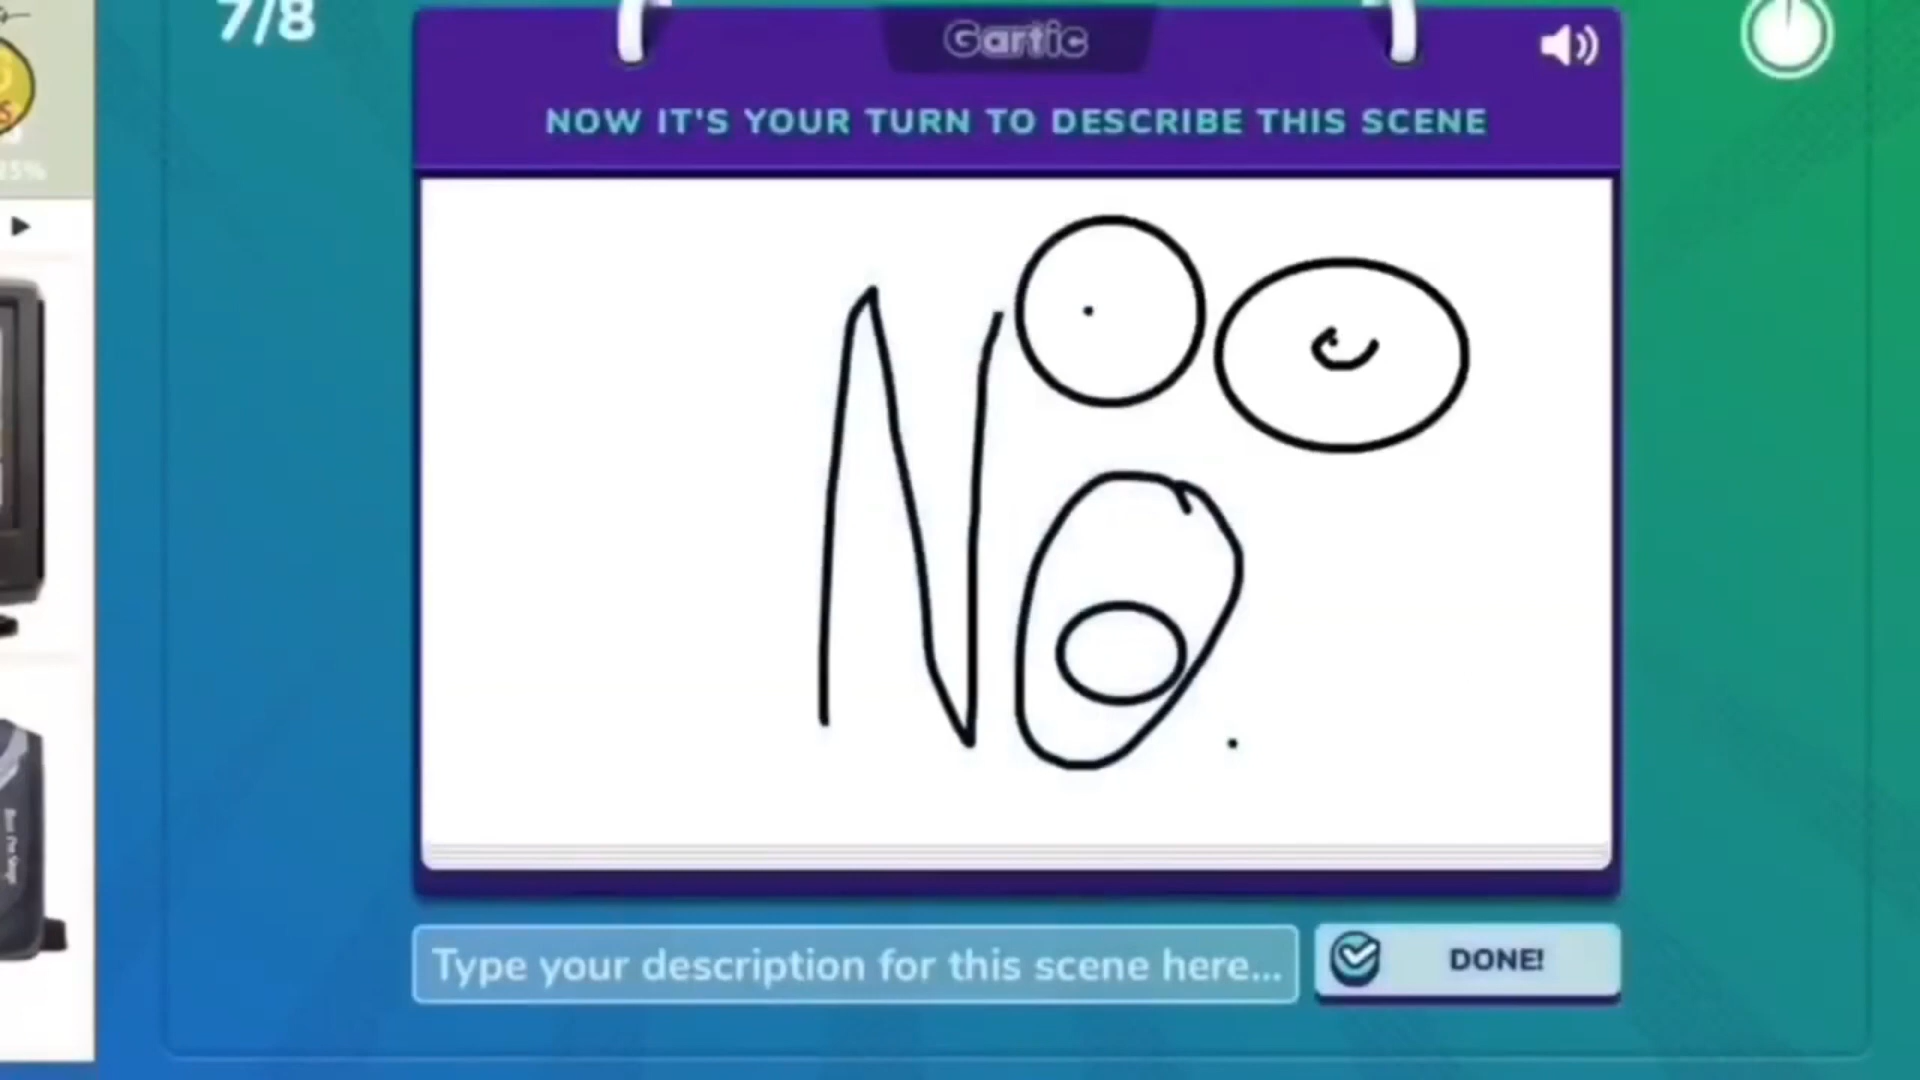 7/8
Gartic
NOW IT'S YOUR TURN TO DESCRIBE THIS SCENE
No.
Type your description for this scene here...
DONE!